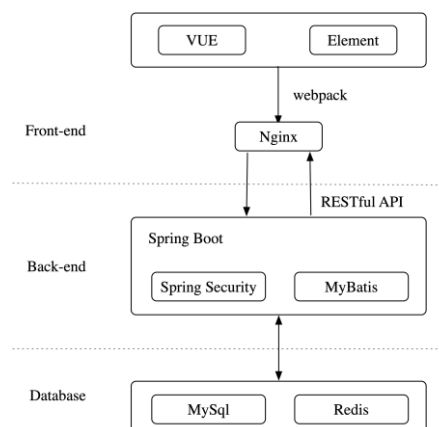 VUE Element
webpack
Front-end
Nginx
RESTful API
Spring Boot
Back-end
Spring Security MyBatis
Database
MySql Redis